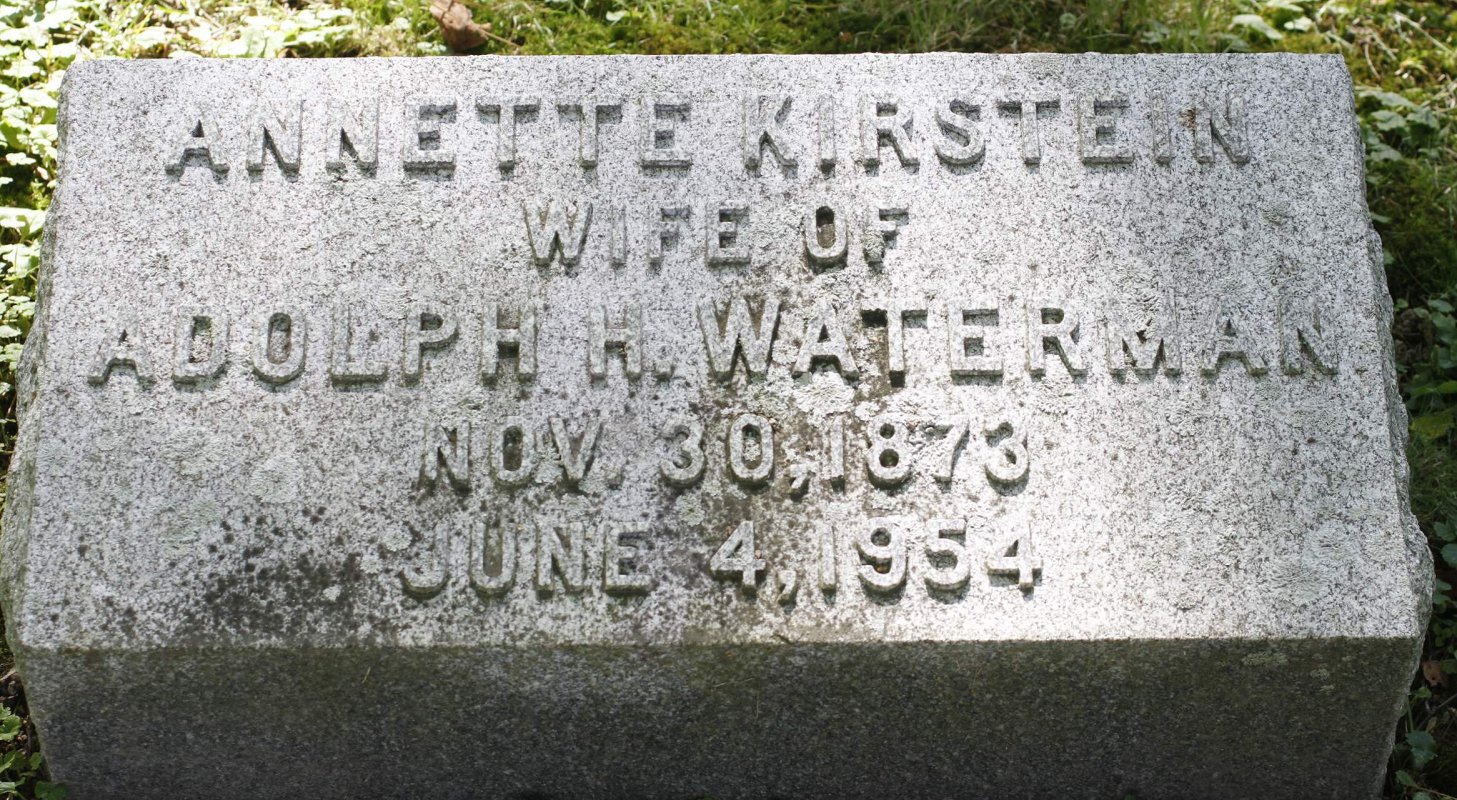 ANNETTE KIRSTEIN
WIFE OF
ADOLPH H. WATERMAN.
NOV. 30, 1873
JUNE 4, 1954